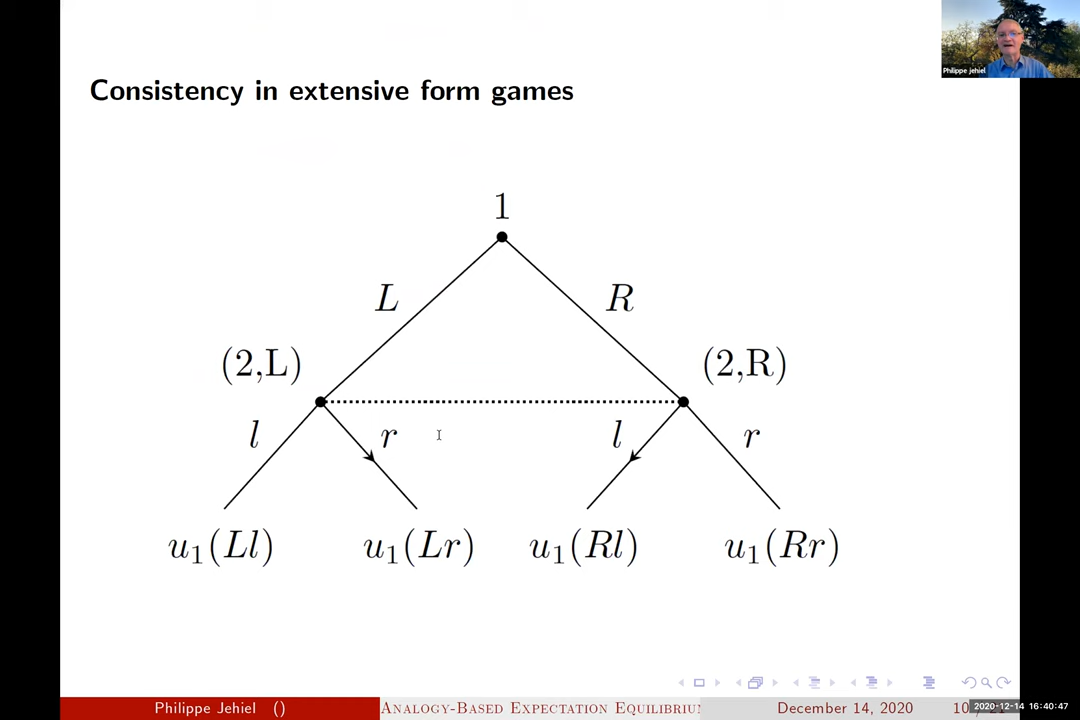 Philippe jehiel
Consistency in extensive form games
1
L R
(2,L) (2,R)
l r l r
u₁(Ll) u₁(Lr) u₁(Rl) u₁(Rr)
Philippe Jehiel () ANALOGY-BASED EXPECTATION EQUILIBRIU December 14, 2020 10
2020-12-14 16:40:47